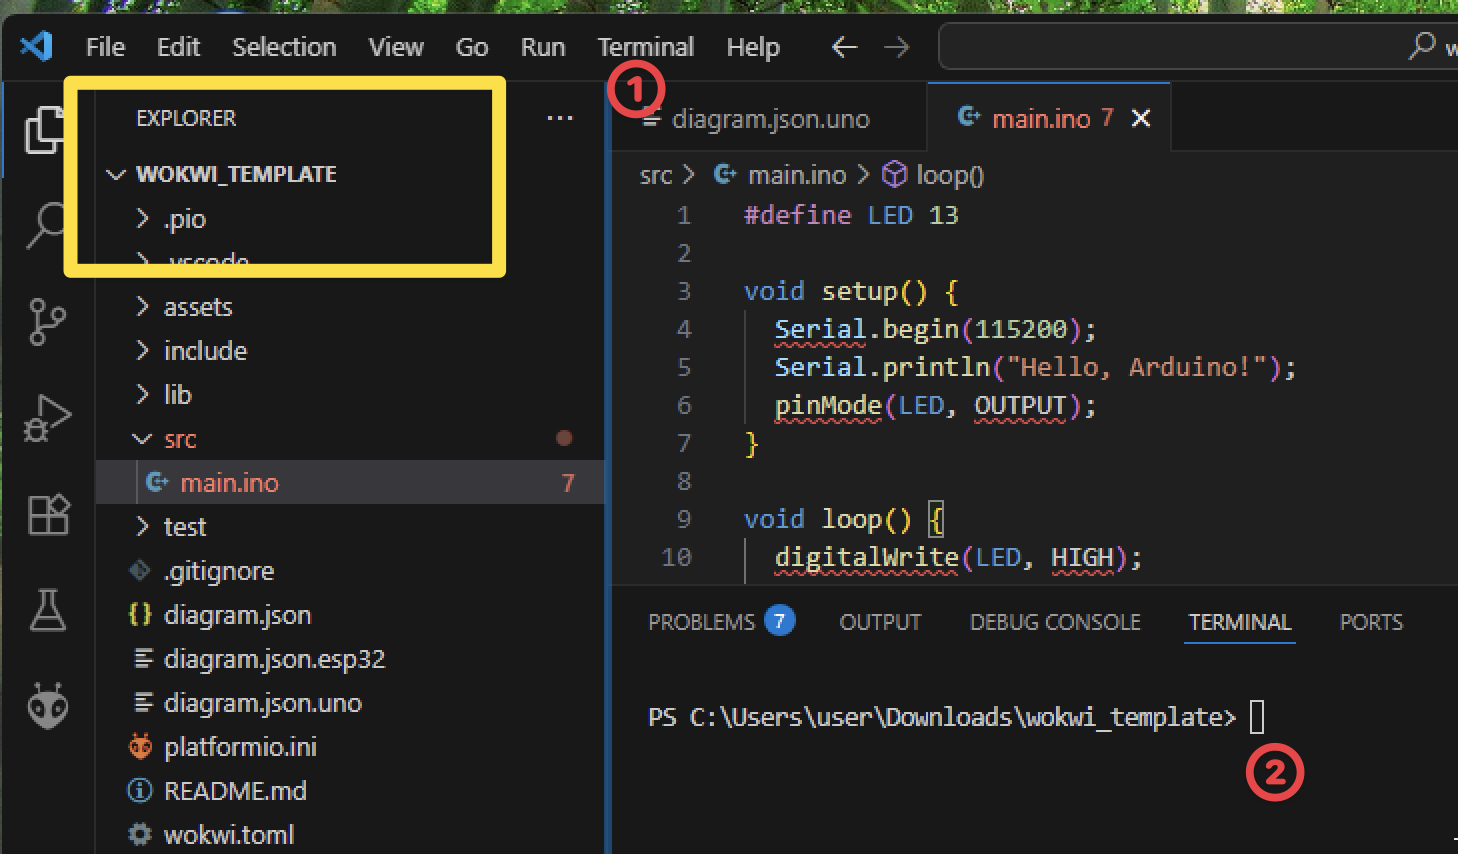 File Edit Selection View Go Run Terminal Help
EXPLORER
WOKWI_TEMPLATE
.pio
.vscode
assets
include
lib
src
main.ino 7
test
.gitignore
diagram.json
diagram.json.esp32
diagram.json.uno
platformio.ini
README.md
wokwi.toml
1
diagram.json.uno
main.ino 7
src > main.ino > loop()
1 #define LED 13
2
3 void setup() {
4 Serial.begin(115200);
5 Serial.println("Hello, Arduino!");
6 pinMode(LED, OUTPUT);
7 }
8
9 void loop() {
10 digitalWrite(LED, HIGH);
PROBLEMS 7 OUTPUT DEBUG CONSOLE TERMINAL PORTS
PS C:\Users\user\Downloads\wokwi_template>
2